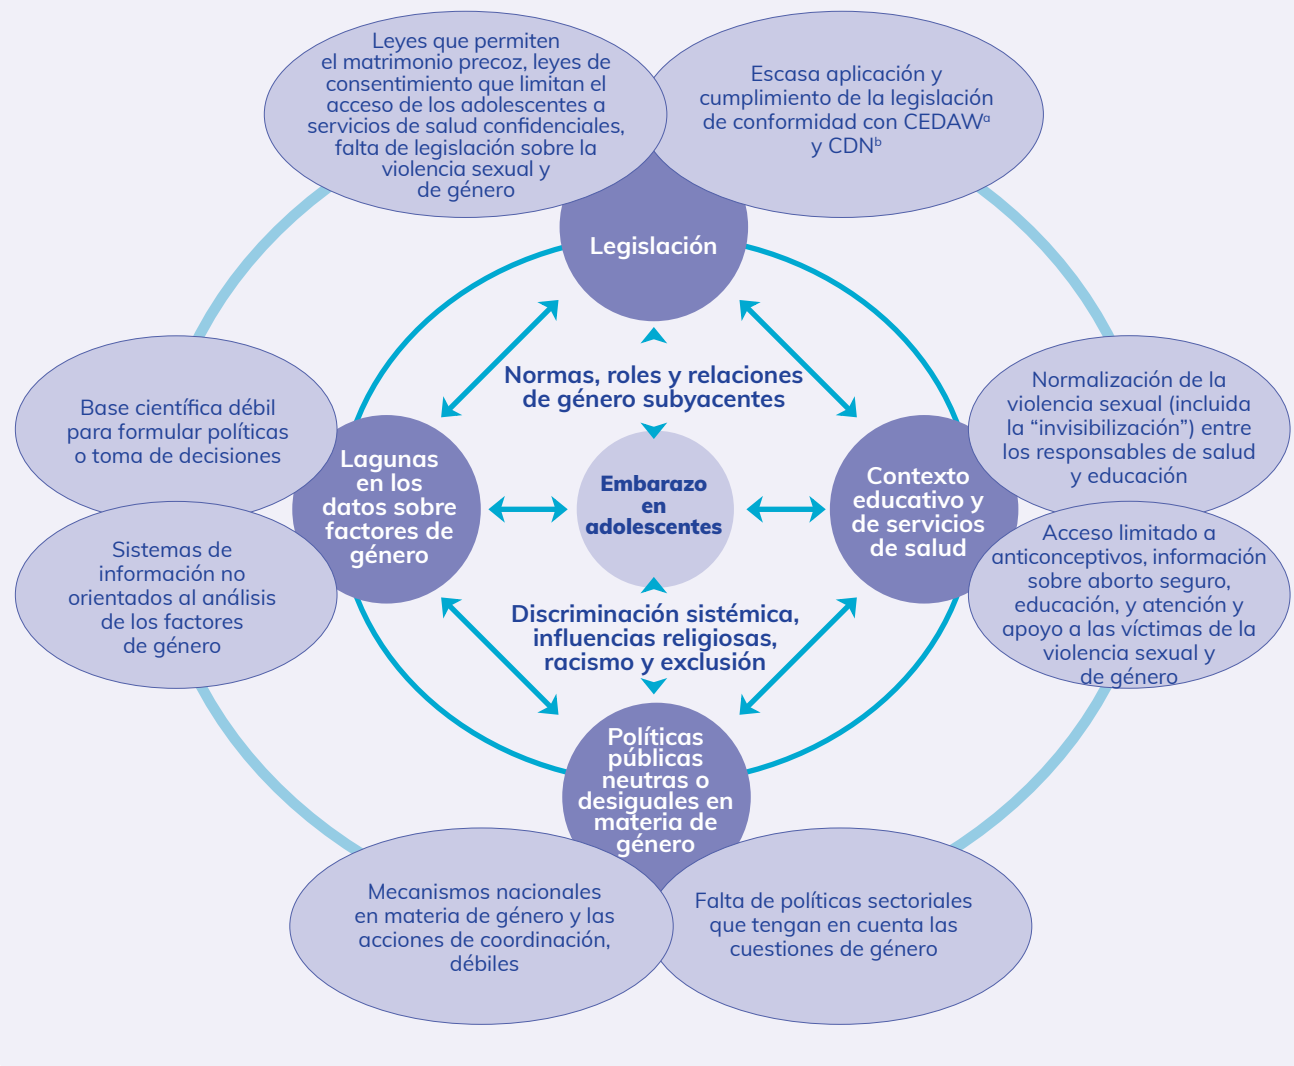 Leyes que permiten
el matrimonio precoz, leyes de
consentimiento que limitan el
acceso de los adolescentes a
servicios de salud confidenciales,
falta de legislación sobre la
violencia sexual y
de género
Escasa aplicación y
cumplimiento de la legislación
de conformidad con CEDAWᵃ
y CDNᵇ
Legislación
Normas, roles y relaciones
de género subyacentes
Base científica débil
para formular políticas
o toma de decisiones
Lagunas
en los
datos sobre
factores de
género
Sistemas de
información no
orientados al análisis
de los factores
de género
Embarazo
en
adolescentes
Contexto
educativo y
de servicios
de salud
Normalización de la
violencia sexual (incluida
la “invisibilización”) entre
los responsables de salud
y educación
Acceso limitado a
anticonceptivos, información
sobre aborto seguro,
educación, y atención y
apoyo a las víctimas de la
violencia sexual y
de género
Discriminación sistémica,
influencias religiosas,
racismo y exclusión
Políticas
públicas
neutras o
desiguales en
materia de
género
Mecanismos nacionales
en materia de género y las
acciones de coordinación,
débiles
Falta de políticas sectoriales
que tengan en cuenta las
cuestiones de género